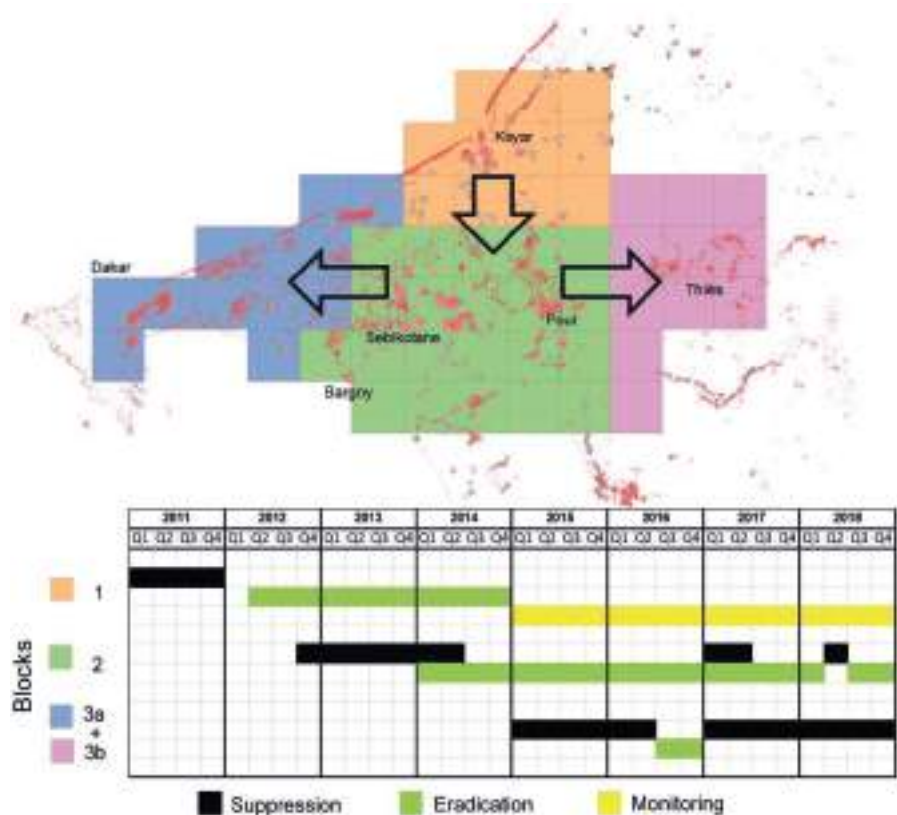 Kayar
Dakar
Thies
Pout
Sebikotane
Bargny
2011 2012 2013 2014 2015 2016 2017 2018
Q1 Q2 Q3 Q4 Q1 Q2 Q3 Q4 Q1 Q2 Q3 Q4 Q1 Q2 Q3 Q4 Q1 Q2 Q3 Q4 Q1 Q2 Q3 Q4 Q1 Q2 Q3 Q4 Q1 Q2 Q3 Q4
Blocks
1
2
3a
+
3b
Suppression Eradication Monitoring